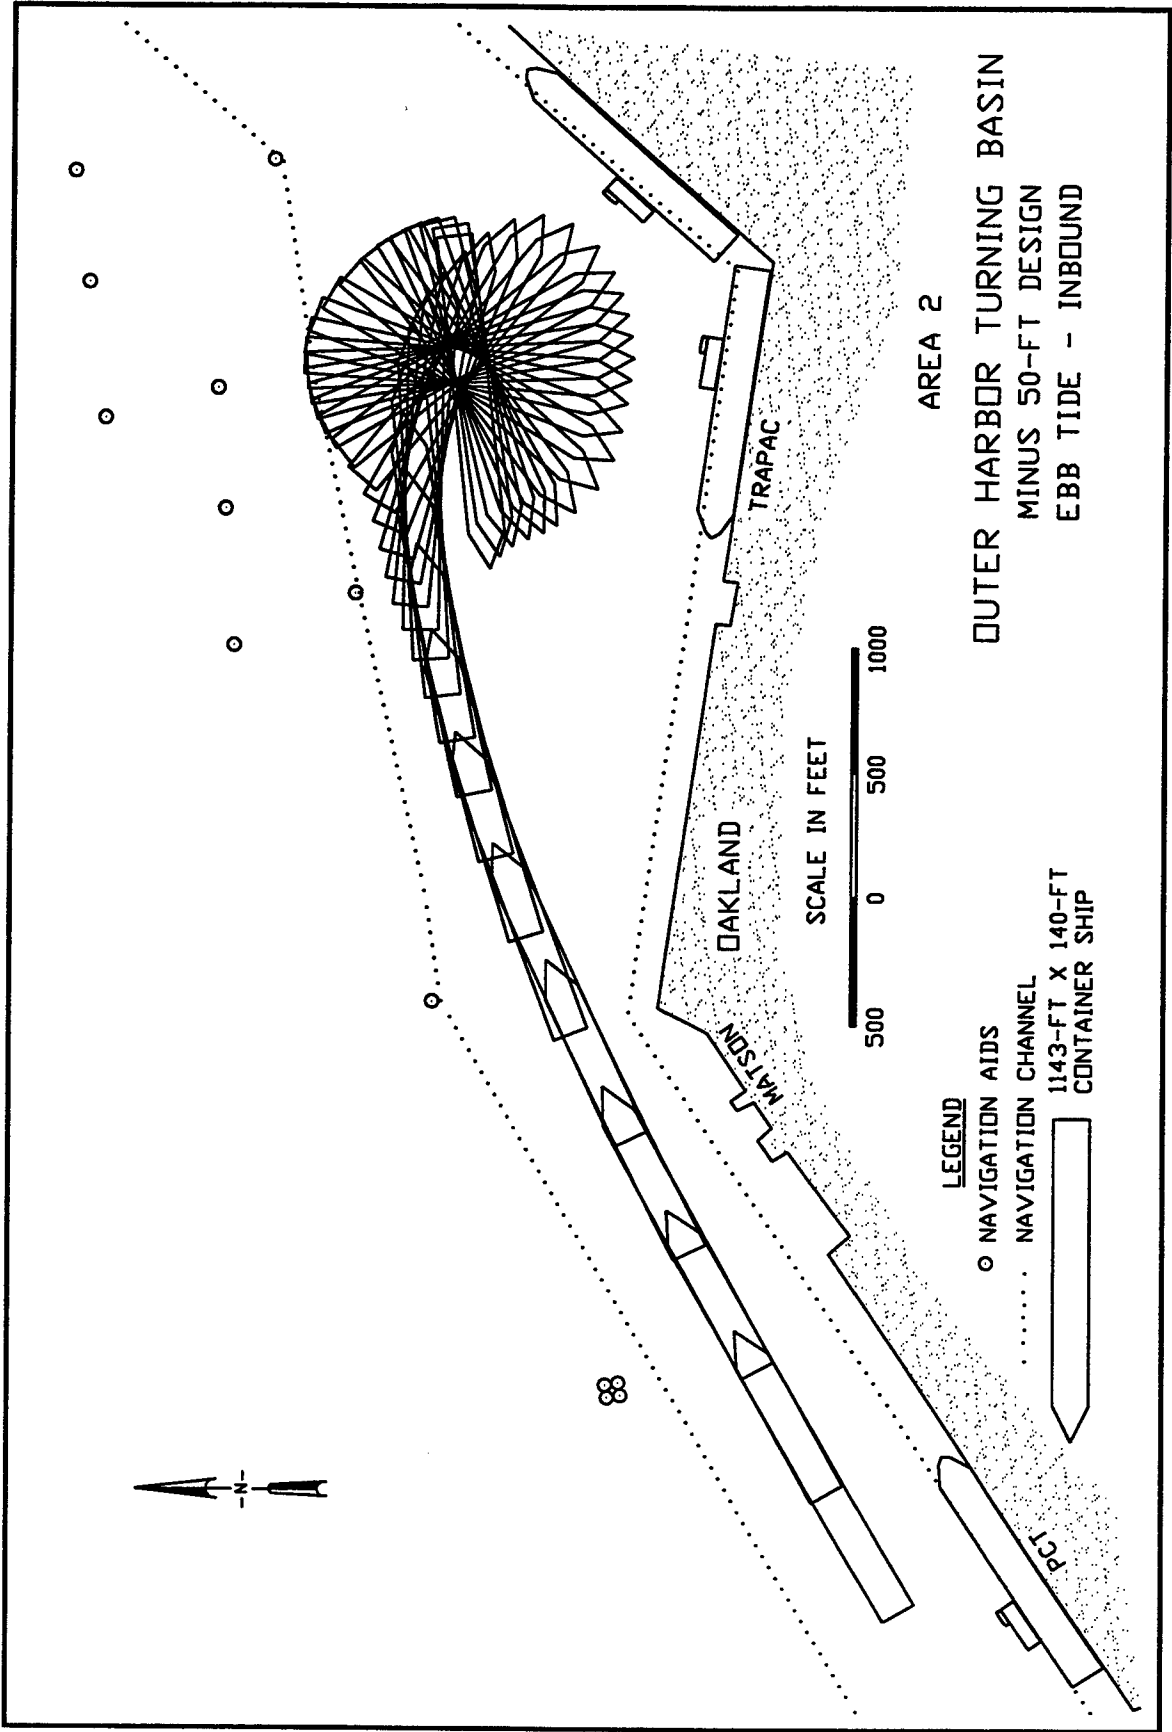 -N-
TRAPAC
OAKLAND
MATSON
PCT
SCALE IN FEET
500 0 500 1000
AREA 2
OUTER HARBOR TURNING BASIN
MINUS 50-FT DESIGN
EBB TIDE - INBOUND
LEGEND
NAVIGATION AIDS
NAVIGATION CHANNEL
1143-FT X 140-FT
CONTAINER SHIP